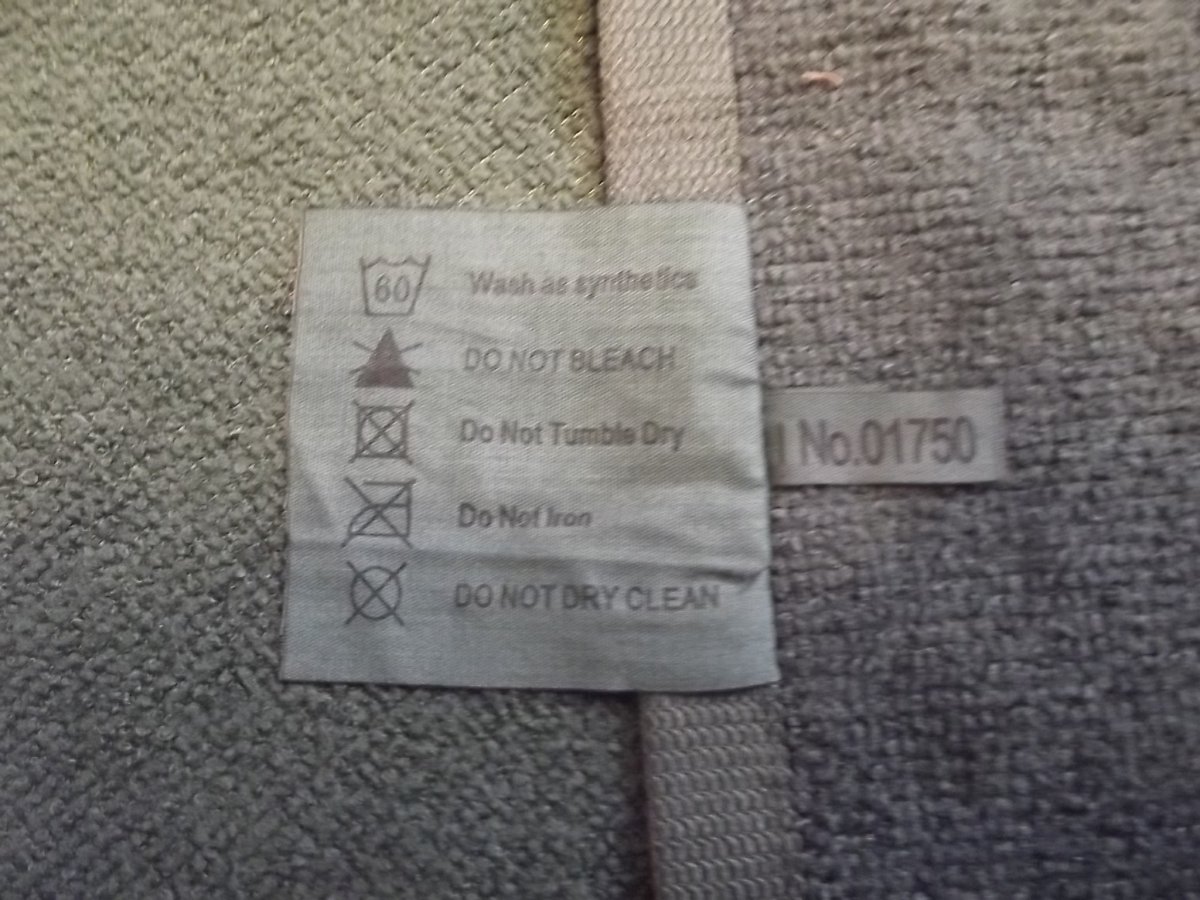 60 Wash as synthetics
DO NOT BLEACH
Do Not Tumble Dry
No.01750
Do Not Iron
DO NOT DRY CLEAN